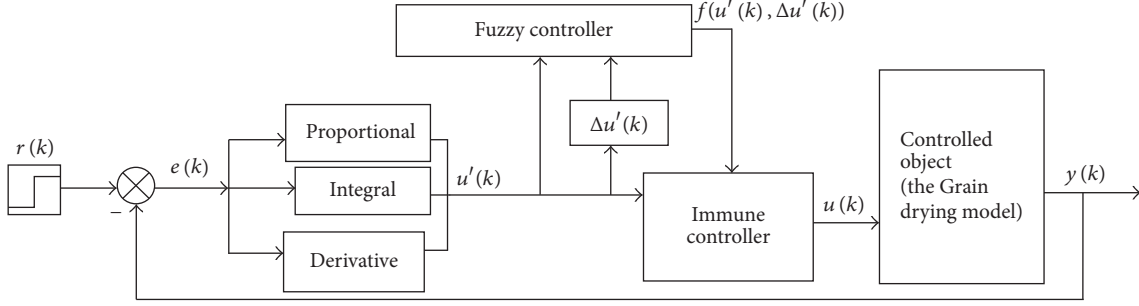 f(u′(k), Δu′(k))
Fuzzy controller
Δu′(k)
Proportional
r(k)
e(k)
Integral
u′(k)
−
Derivative
Immune
controller
u(k)
Controlled
object
(the Grain
drying model)
y(k)